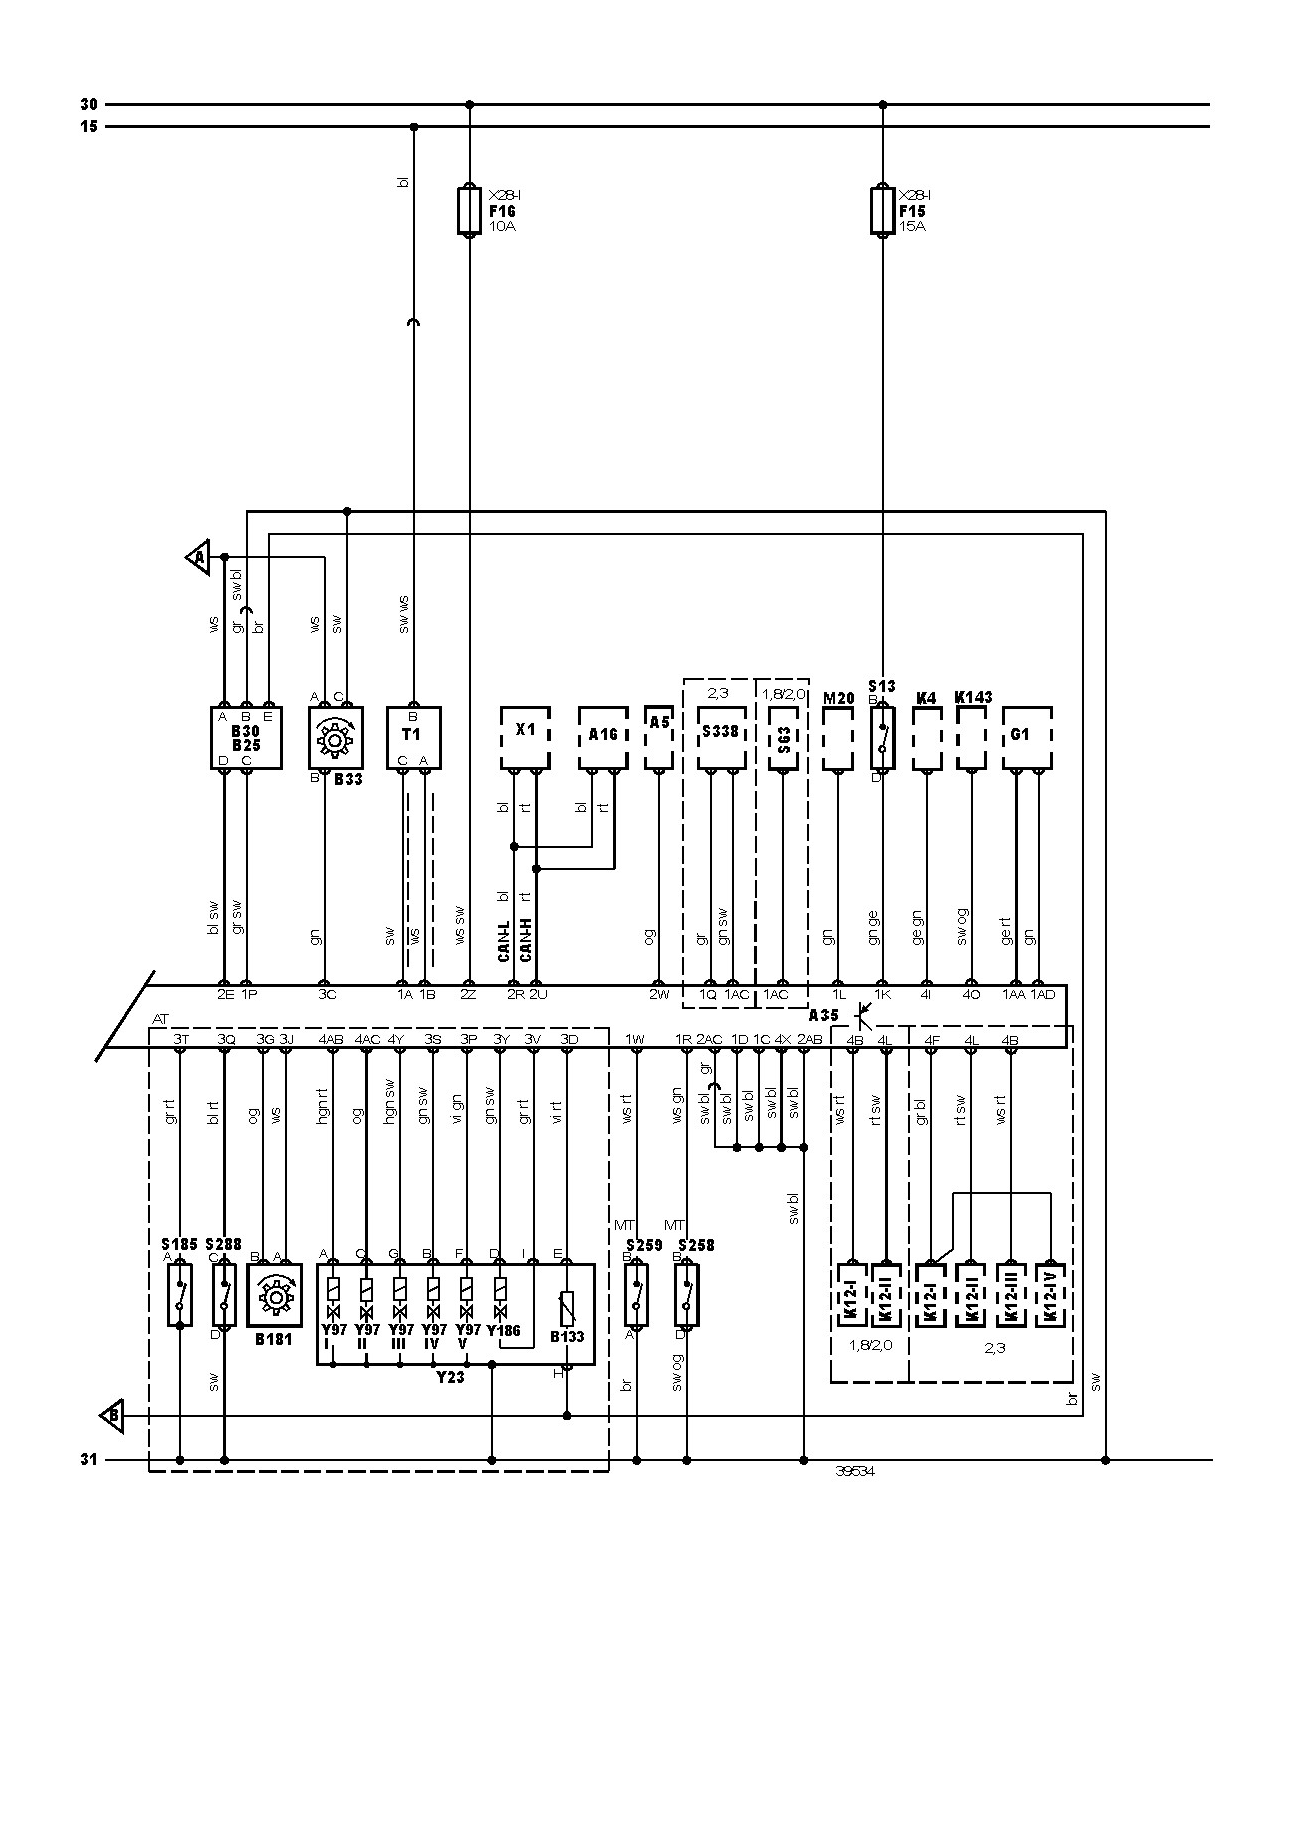 30
15
bl
X28-I
F16
10A
X28-I
F15
15A
A
ws
gr
sw bl
br
ws
sw
sw ws
A B E
B30
B25
D C
A C
B
B33
B
T1
C A
X1
A16
A5
2,3
S338
1,8/2,0
S63
M20
S13
B
D
K4
K143
G1
bl
rt
bl
rt
bl sw
gr sw
gn
sw
ws
ws sw
bl
CAN-L
rt
CAN-H
og
gr
gn sw
gn
gn ge
ge gn
sw og
ge rt
gn
2E 1P 3C 1A 1B 2Z 2R 2U 2W 1Q 1AC 1AC 1L 1K 4I 4O 1AA 1AD
A35
AT
3T 3Q 3G 3J 4AB 4AC 4Y 3S 3P 3Y 3V 3D 1W 1R 2AC 1D 1C 4X 2AB 4B 4L 4F 4L 4B
gr rt
bl rt
og
ws
hgn rt
og
hgn sw
gn sw
vi gn
gn sw
gr rt
vi rt
ws rt
ws gn
gr
sw bl
sw bl
sw bl
sw bl
sw bl
ws rt
rt sw
gr bl
rt sw
ws rt
sw bl
S185
A
S288
C
D
B A
B181
A C G B F D I E
Y97
I
Y97
II
Y97
III
Y97
IV
Y97
V
Y186
B133
Y23
H
MT
S259
B
A
MT
S258
B
D
K12-I
K12-II
1,8/2,0
K12-I
K12-II
K12-III
K12-IV
2,3
sw
br
sw og
br
sw
B
31
39534